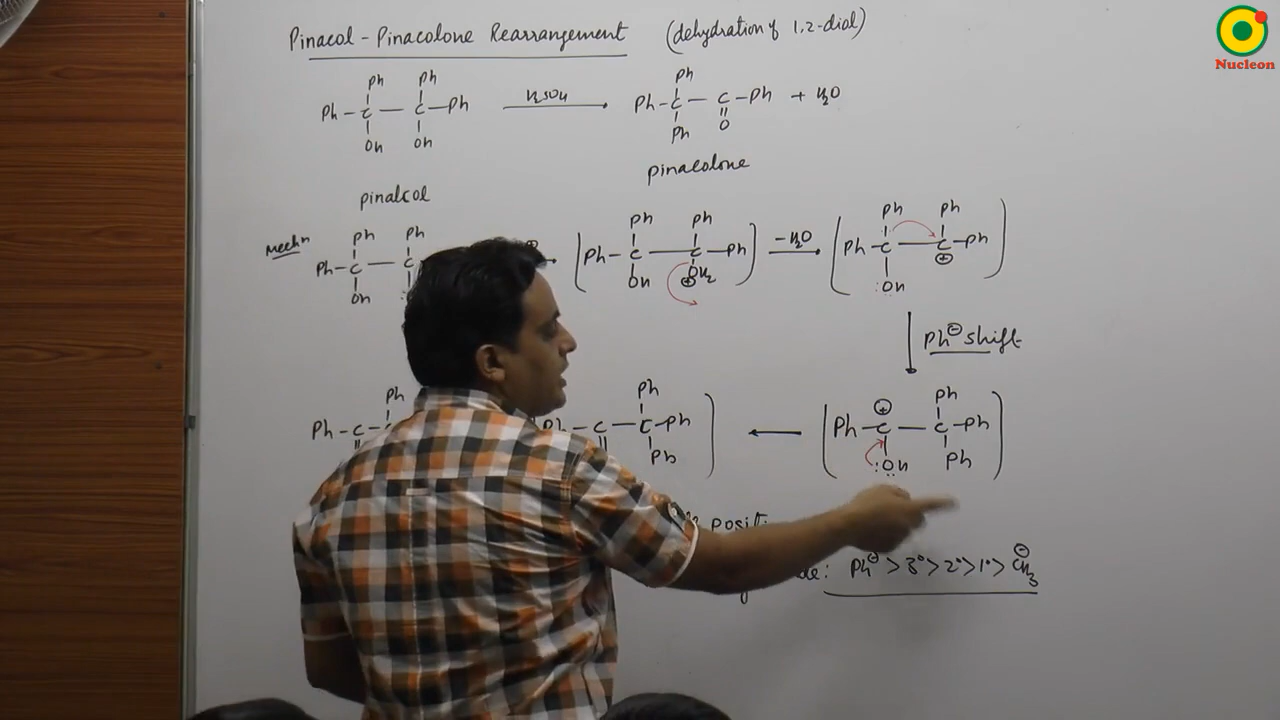 Pinacol-Pinacolone Rearrangement (dehydration of 1,2-diol)
Nucleon
Ph Ph
Ph-C — C-Ph
OH OH
H2SO4
Ph
Ph-C — C-Ph + H2O
Ph O
pinalcol
pinacolone
Mechn
Ph Ph
Ph-C — C
OH
Ph Ph
Ph-C — C-Ph
OH OH2
⊕
-H2O
Ph Ph
Ph-C — C-Ph
⊕
:OH
Ph⊖ shift
Ph
Ph-C
Ph
Ph-C — C-Ph
Ph
⊕ Ph
Ph-C — C-Ph
:OH Ph
Ph⊖ > 3° > 2° > 1° > CH3⊖